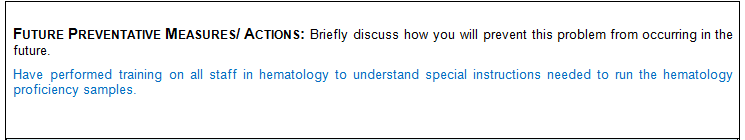 FUTURE PREVENTATIVE MEASURES/ ACTIONS: Briefly discuss how you will prevent this problem from occurring in the
future.
Have performed training on all staff in hematology to understand special instructions needed to run the hematology
proficiency samples.